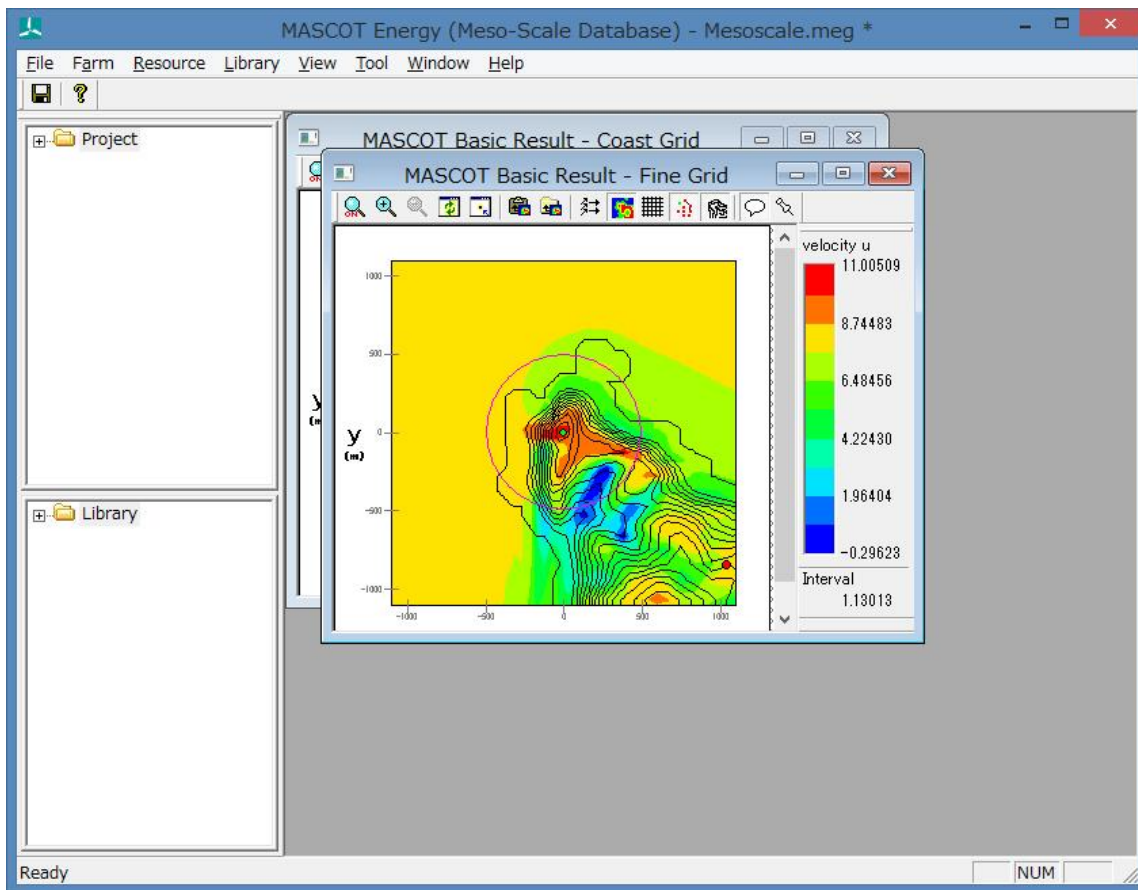 MASCOT Energy (Meso-Scale Database) - Mesoscale.meg *
File Farm Resource Library View Tool Window Help
Project
Library
MASCOT Basic Result - Coast Grid
MASCOT Basic Result - Fine Grid
ON
ON
velocity u
11.00509
8.74483
6.48456
4.22430
1.96404
-0.29623
Interval
1.13013
1000
500
y
(m)
0
-500
-1000
-1000 -500 0 500 1000
y
(m)
Ready
NUM